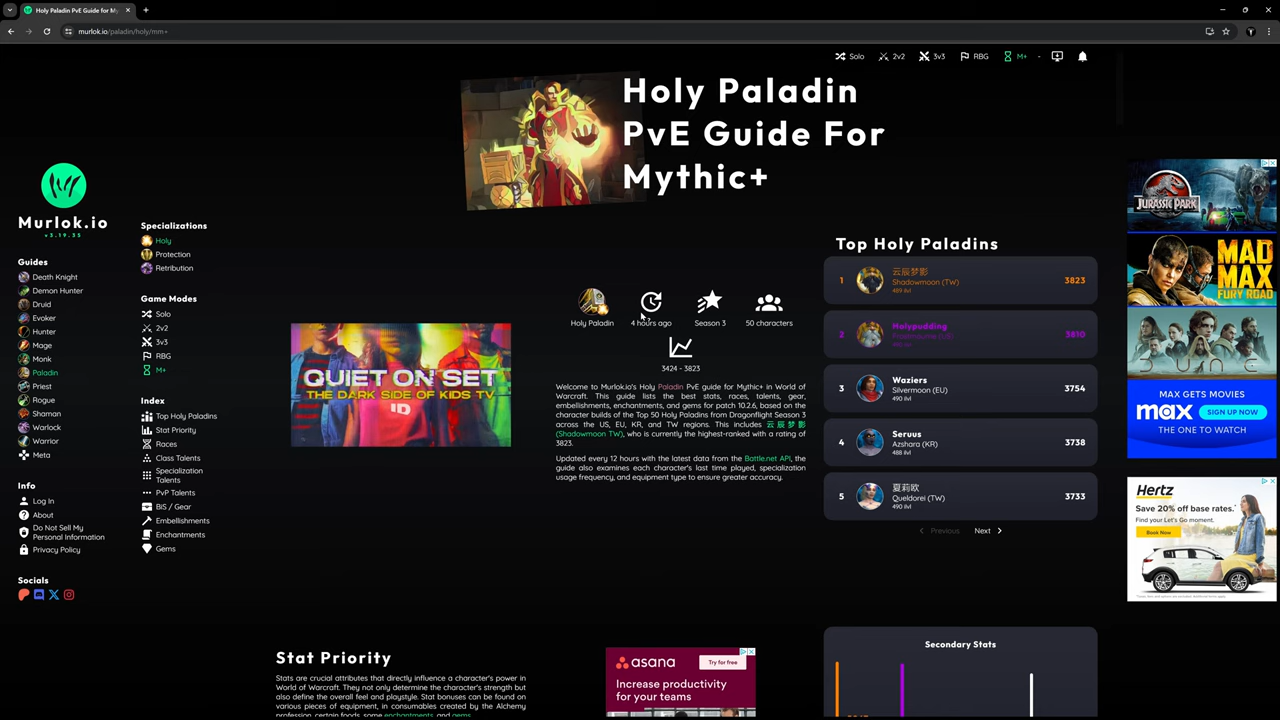 Holy Paladin PvE Guide for My
murlok.io/paladin/holy/mm+
Solo
2v2
3v3
RBG
M+
Holy Paladin
PvE Guide For
Mythic+
Murlok.io
v3.19.35
Guides
Death Knight
Demon Hunter
Druid
Evoker
Hunter
Mage
Monk
Paladin
Priest
Rogue
Shaman
Warlock
Warrior
Meta
Info
Log In
About
Do Not Sell My
Personal Information
Privacy Policy
Socials
Specializations
Holy
Protection
Retribution
Game Modes
Solo
2v2
3v3
RBG
M+
Index
Top Holy Paladins
Stat Priority
Races
Class Talents
Specialization
Talents
PvP Talents
BiS / Gear
Embellishments
Enchantments
Gems
QUIET ON SET
THE DARK SIDE OF KIDS TV
ID
Holy Paladin
4 hours ago
Season 3
50 characters
3424 - 3823
Welcome to Murlok.io's Holy Paladin PvE guide for Mythic+ in World of
Warcraft. This guide lists the best stats, races, talents, gear,
embellishments, enchantments, and gems for patch 10.2.6, based on the
character builds of the Top 50 Holy Paladins from Dragonflight Season 3
across the US, EU, KR, and TW regions. This includes 云辰梦影
(Shadowmoon TW), who is currently the highest-ranked with a rating of
3823.
Updated every 12 hours with the latest data from the Battle.net API, the
guide also examines each character's last time played, specialization
usage frequency, and equipment type to ensure greater accuracy.
Top Holy Paladins
1
云辰梦影
Shadowmoon (TW)
489 ilvl
3823
2
Holypudding
3810
3
Waziers
Silvermoon (EU)
490 ilvl
3754
4
Seruus
Azshara (KR)
488 ilvl
3738
5
夏莉欧
Queldorei (TW)
490 ilvl
3733
Previous
Next
JURASSIC PARK
MAD
MAX
FURY ROAD
DUNE
MAX GETS MOVIES
max
SIGN UP NOW
THE ONE TO WATCH
Hertz
Save 20% off base rates.*
Find your Let's Go moment.
Book Now
Stat Priority
Stats are crucial attributes that directly influence a character's power in
World of Warcraft. They not only determine the character's strength but
also define the overall feel and playstyle. Stat bonuses can be found on
various pieces of equipment, in consumables created by the Alchemy
profession, certain foods, some enchantments and gems.
asana
Try for free
Increase productivity
for your teams
Secondary Stats